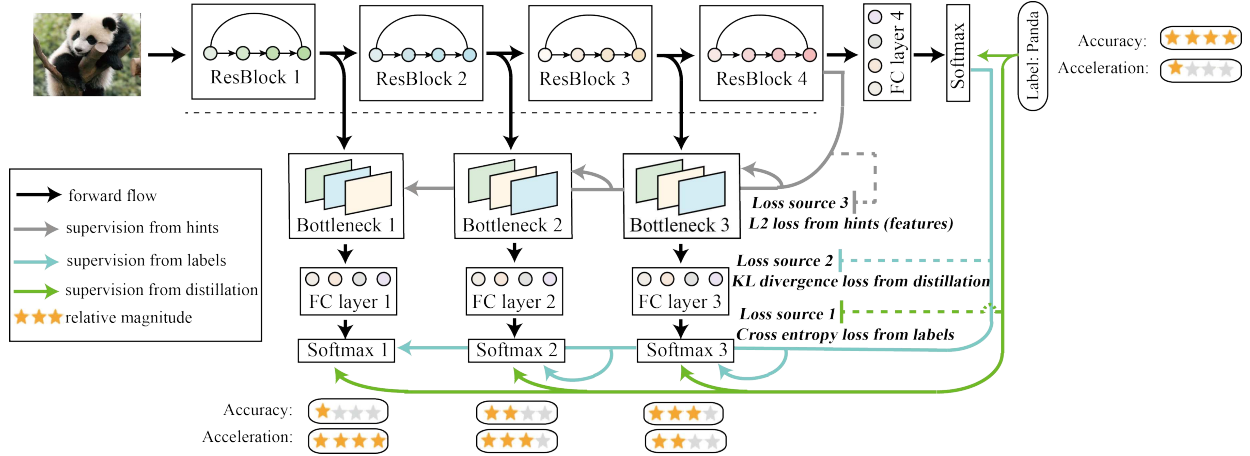 ResBlock 1
ResBlock 2
ResBlock 3
ResBlock 4
FC layer 4
Softmax
Label: Panda
Accuracy:
Acceleration:
forward flow
supervision from hints
supervision from labels
supervision from distillation
relative magnitude
Bottleneck 1
Bottleneck 2
Bottleneck 3
Loss source 3
L2 loss from hints (features)
Loss source 2
KL divergence loss from distillation
Loss source 1
Cross entropy loss from labels
FC layer 1
FC layer 2
FC layer 3
Softmax 1
Softmax 2
Softmax 3
Accuracy:
Acceleration: